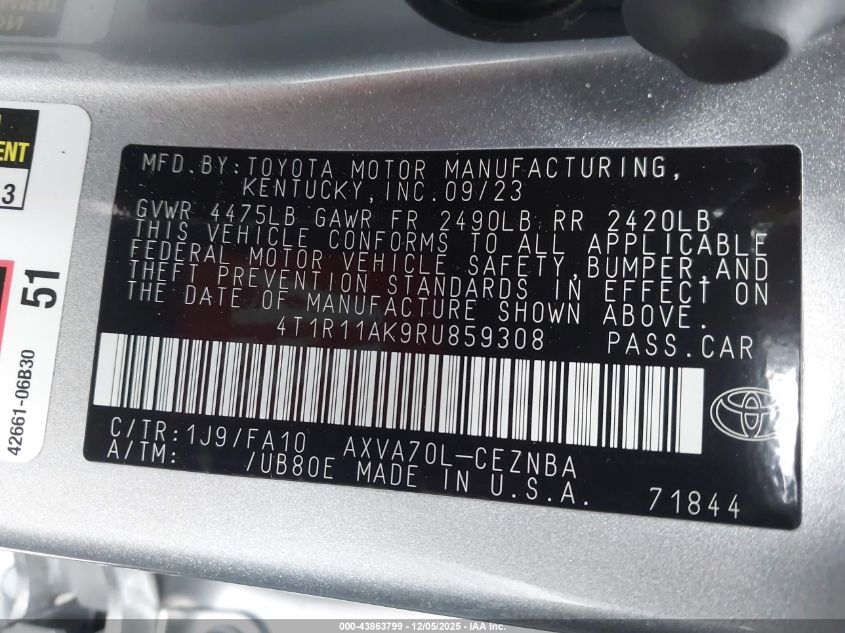 MFD.BY:TOYOTA MOTOR MANUFACTURING,
KENTUCKY,INC.09/23
GVWR 4475LB GAWR FR 2490LB RR 2420LB
THIS VEHICLE CONFORMS TO ALL APPLICABLE
FEDERAL MOTOR VEHICLE SAFETY,BUMPER,AND
THEFT PREVENTION STANDARDS IN EFFECT ON
THE DATE OF MANUFACTURE SHOWN ABOVE.
4T1R11AK9RU859308 PASS.CAR
C/TR:1J9/FA10 AXVA70L-CEZNBA
A/TM: /UB80E MADE IN U.S.A.
71844
3
51
42661-06B30
000-43863799 - 12/05/2025 - IAA Inc.